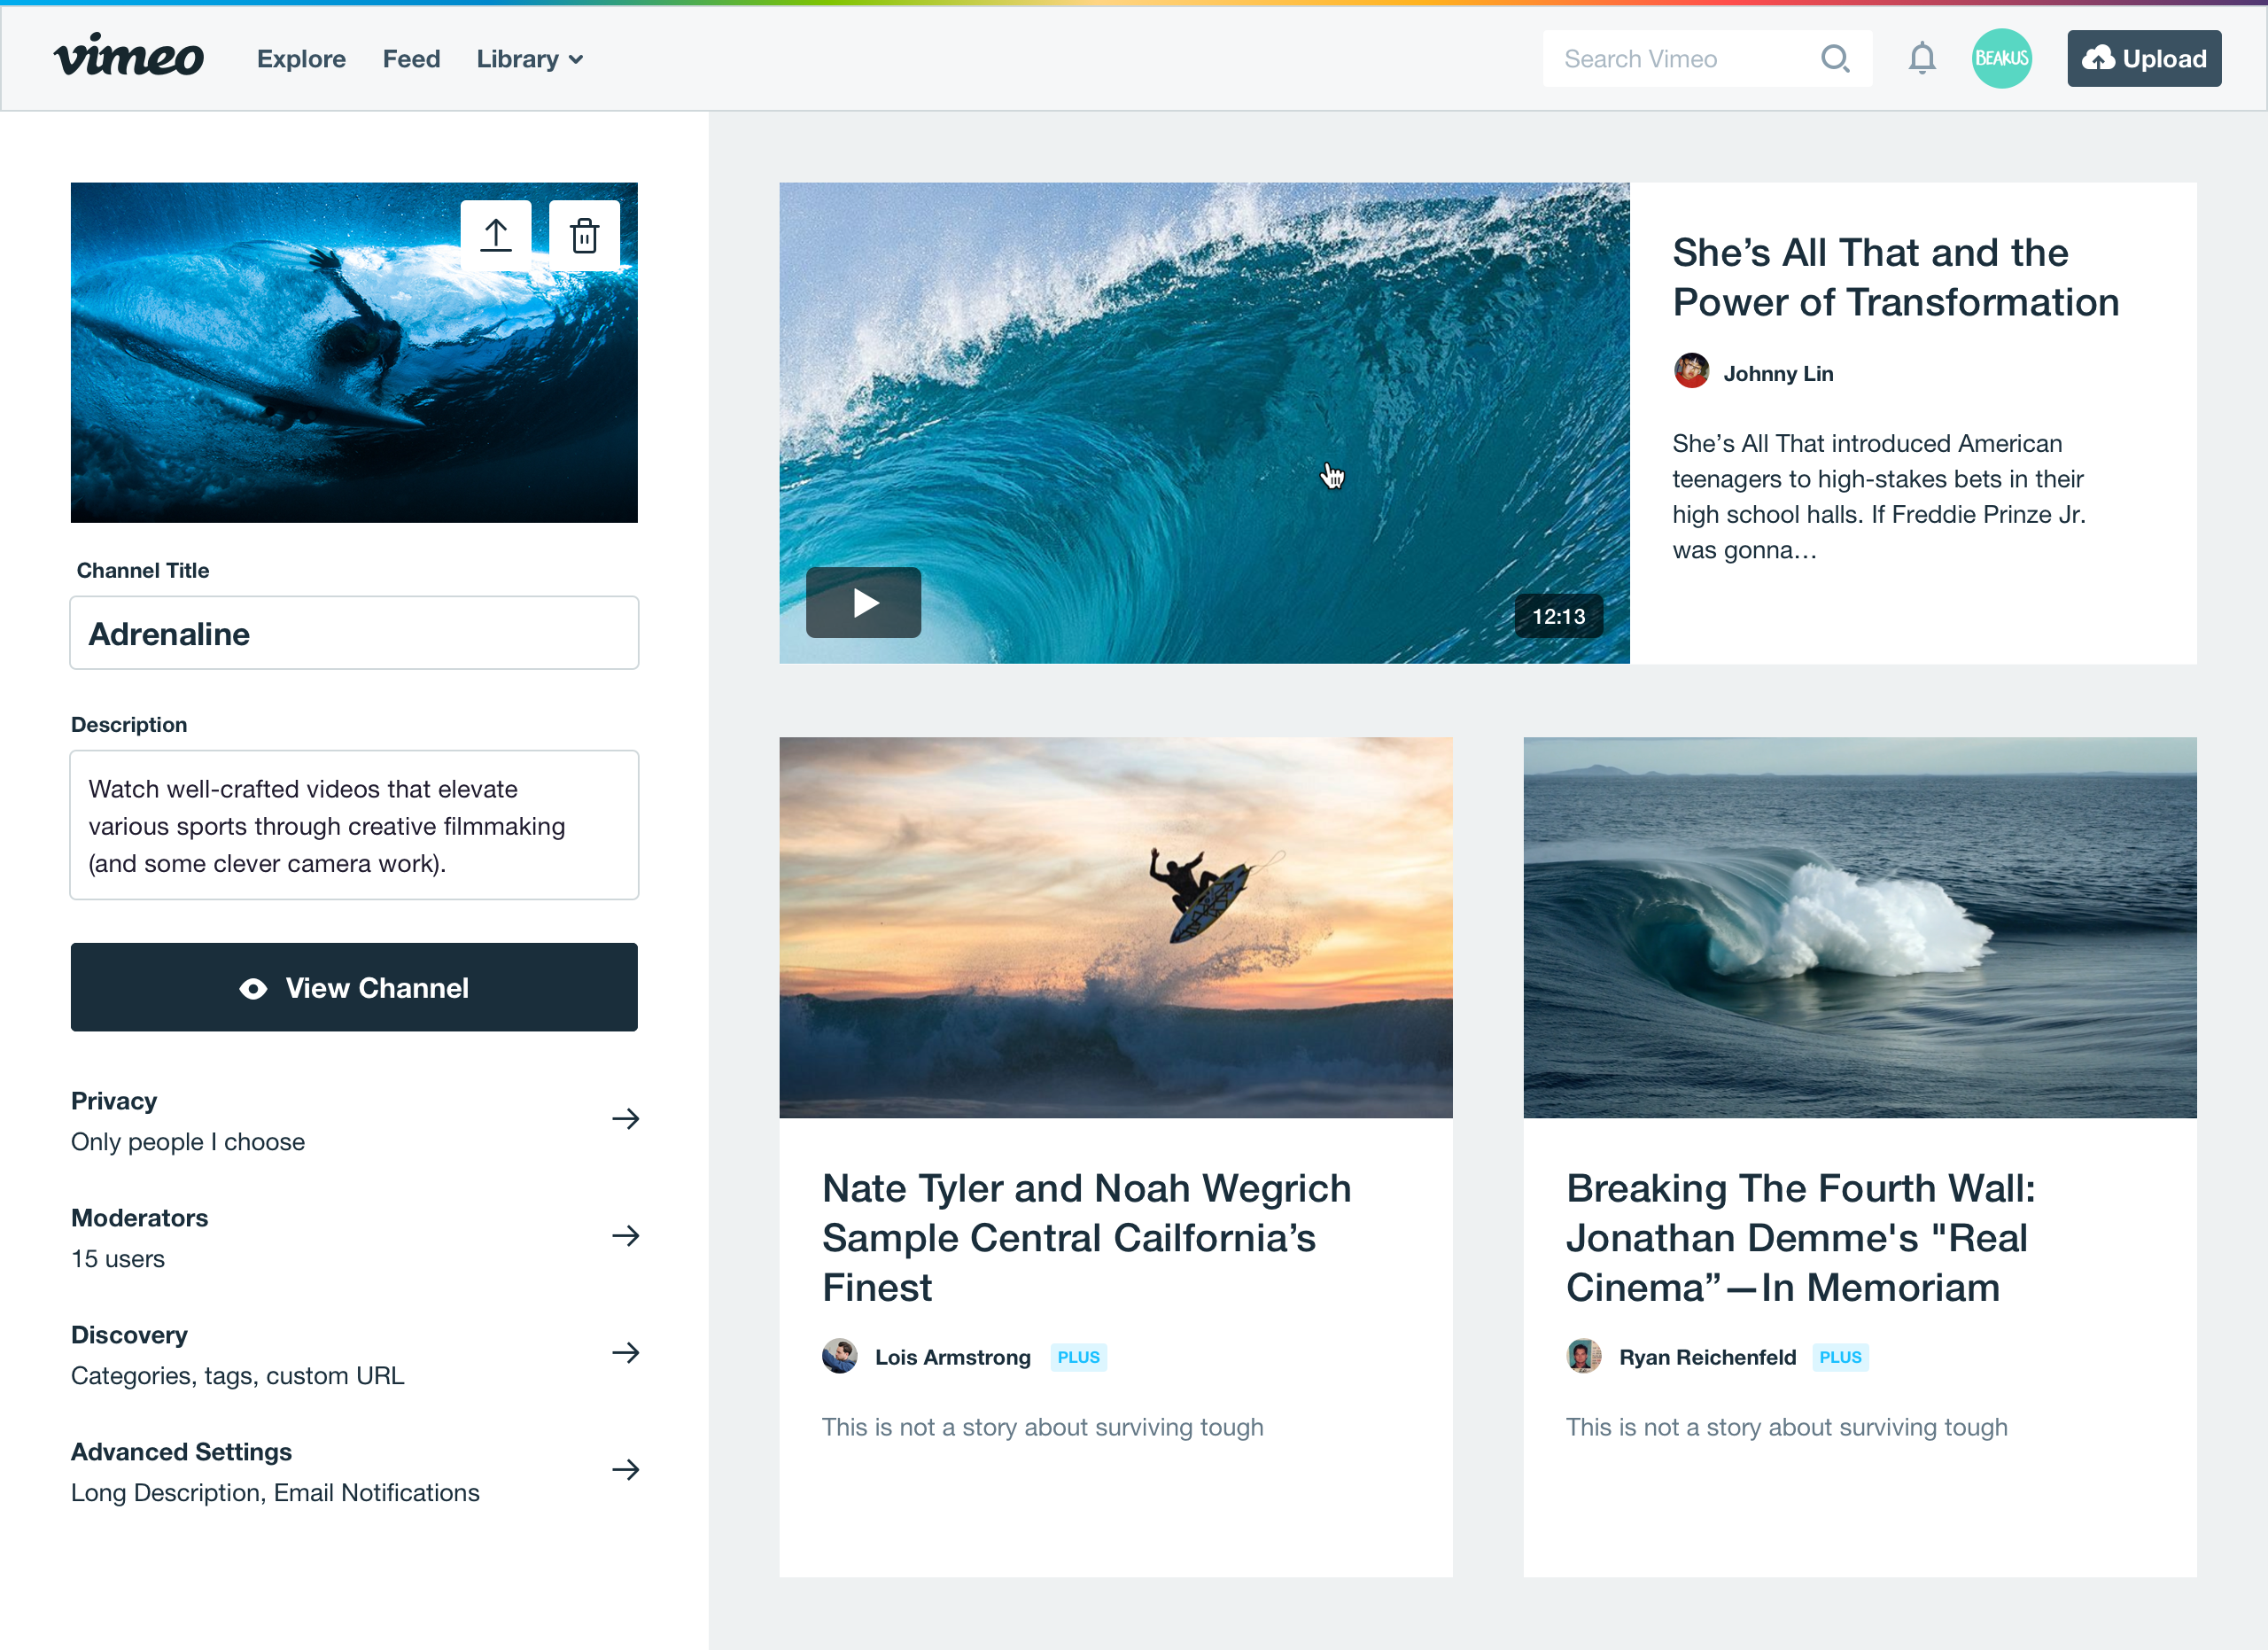 vimeo Explore Feed Library Search Vimeo BEAKUS Upload
Channel Title
Adrenaline
Description
Watch well-crafted videos that elevate
various sports through creative filmmaking
(and some clever camera work).
View Channel
Privacy
Only people I choose
Moderators
15 users
Discovery
Categories, tags, custom URL
Advanced Settings
Long Description, Email Notifications
12:13
She’s All That and the
Power of Transformation
Johnny Lin
She’s All That introduced American
teenagers to high-stakes bets in their
high school halls. If Freddie Prinze Jr.
was gonna…
Nate Tyler and Noah Wegrich
Sample Central Cailfornia’s
Finest
Lois Armstrong PLUS
This is not a story about surviving tough
Breaking The Fourth Wall:
Jonathan Demme's "Real
Cinema”—In Memoriam
Ryan Reichenfeld PLUS
This is not a story about surviving tough